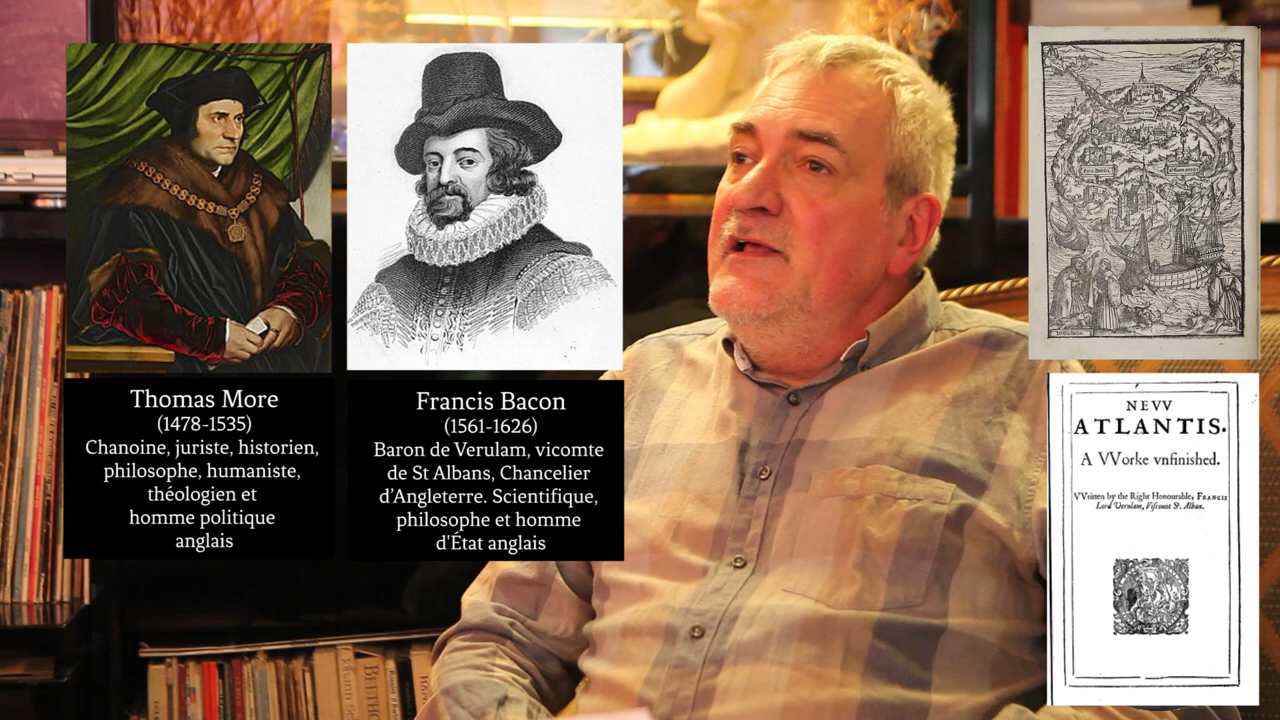 Thomas More
(1478-1535)
Chanoine, juriste, historien,
philosophe, humaniste,
théologien et
homme politique
anglais
Francis Bacon
(1561-1626)
Baron de Verulam, vicomte
de St Albans, Chancelier
d'Angleterre. Scientifique,
philosophe et homme
d'État anglais
NEVV
ATLANTIS.
A VVorke vnfinished.
VVritten by the Right Honourable, FRANCIS
Lord Verulam, Viscount St. Alban.